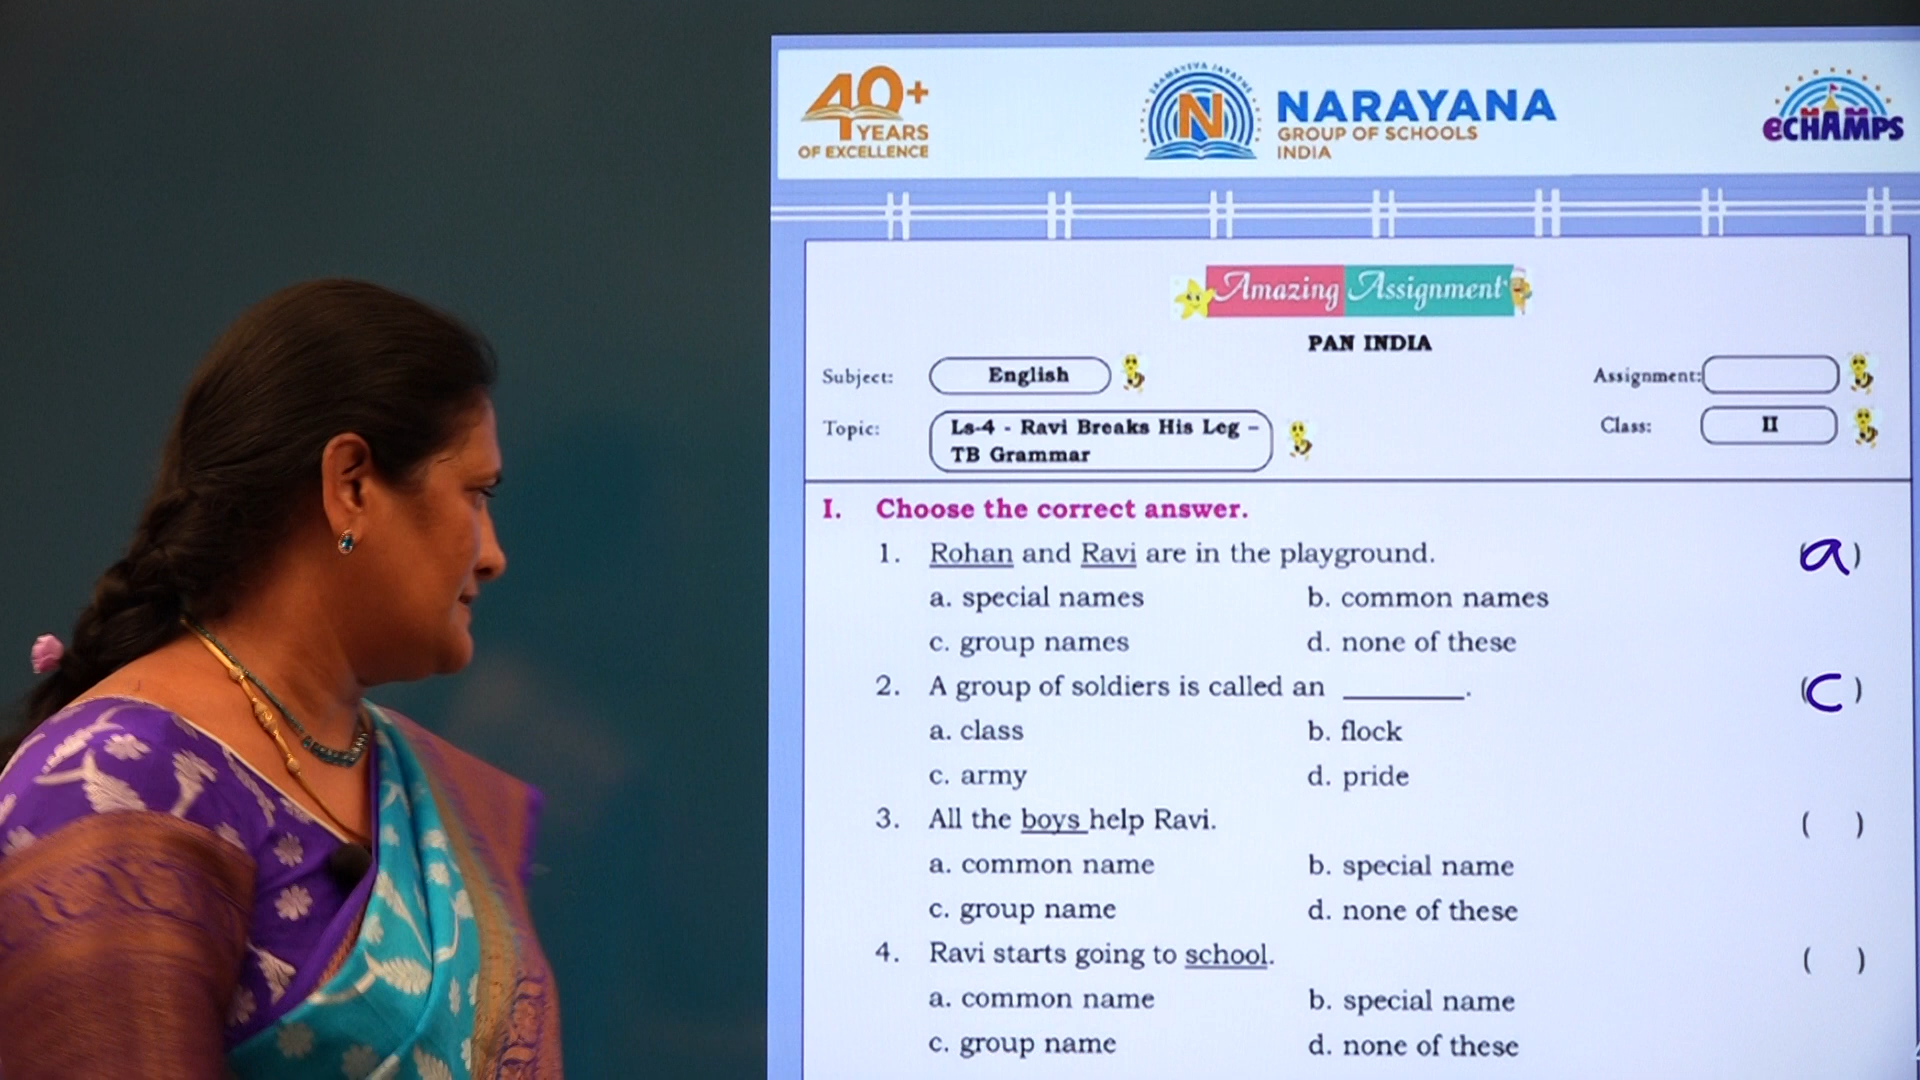 40+
YEARS
OF EXCELLENCE
N
NARAYANA
GROUP OF SCHOOLS
INDIA
eCHAMPS
Amazing Assignment
PAN INDIA
Subject: English Assignment:
Topic: Ls-4 - Ravi Breaks His Leg – Class: II
TB Grammar
I. Choose the correct answer.
1. Rohan and Ravi are in the playground. (a)
a. special names b. common names
c. group names d. none of these
2. A group of soldiers is called an ________. (C)
a. class b. flock
c. army d. pride
3. All the boys help Ravi. ( )
a. common name b. special name
c. group name d. none of these
4. Ravi starts going to school. ( )
a. common name b. special name
c. group name d. none of these